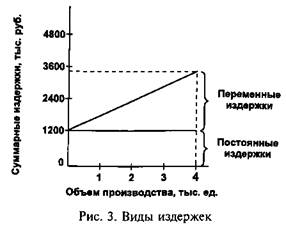 Суммарные издержки, тыс. руб.
4800
3600
2400
1200
0
Переменные
издержки
Постоянные
издержки
1 2 3 4
Объем производства, тыс. ед.
Рис. 3. Виды издержек